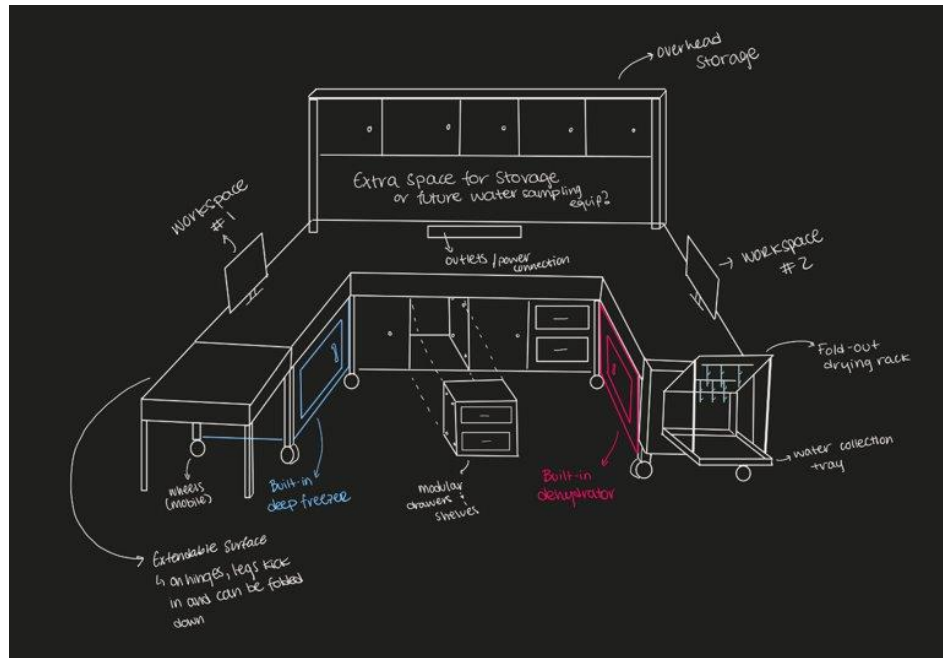 overhead
storage
Extra space for storage
or future water sampling
equip?
workspace
#1
outlets/power
connection
workspace
#2
Fold-out
drying rack
water collection
tray
wheels
(mobile)
Built-in
deep freezer
modular
drawers +
shelves
Built-in
dehydrator
Extendable surface
↳ on hinges, legs kick
in and can be folded
down